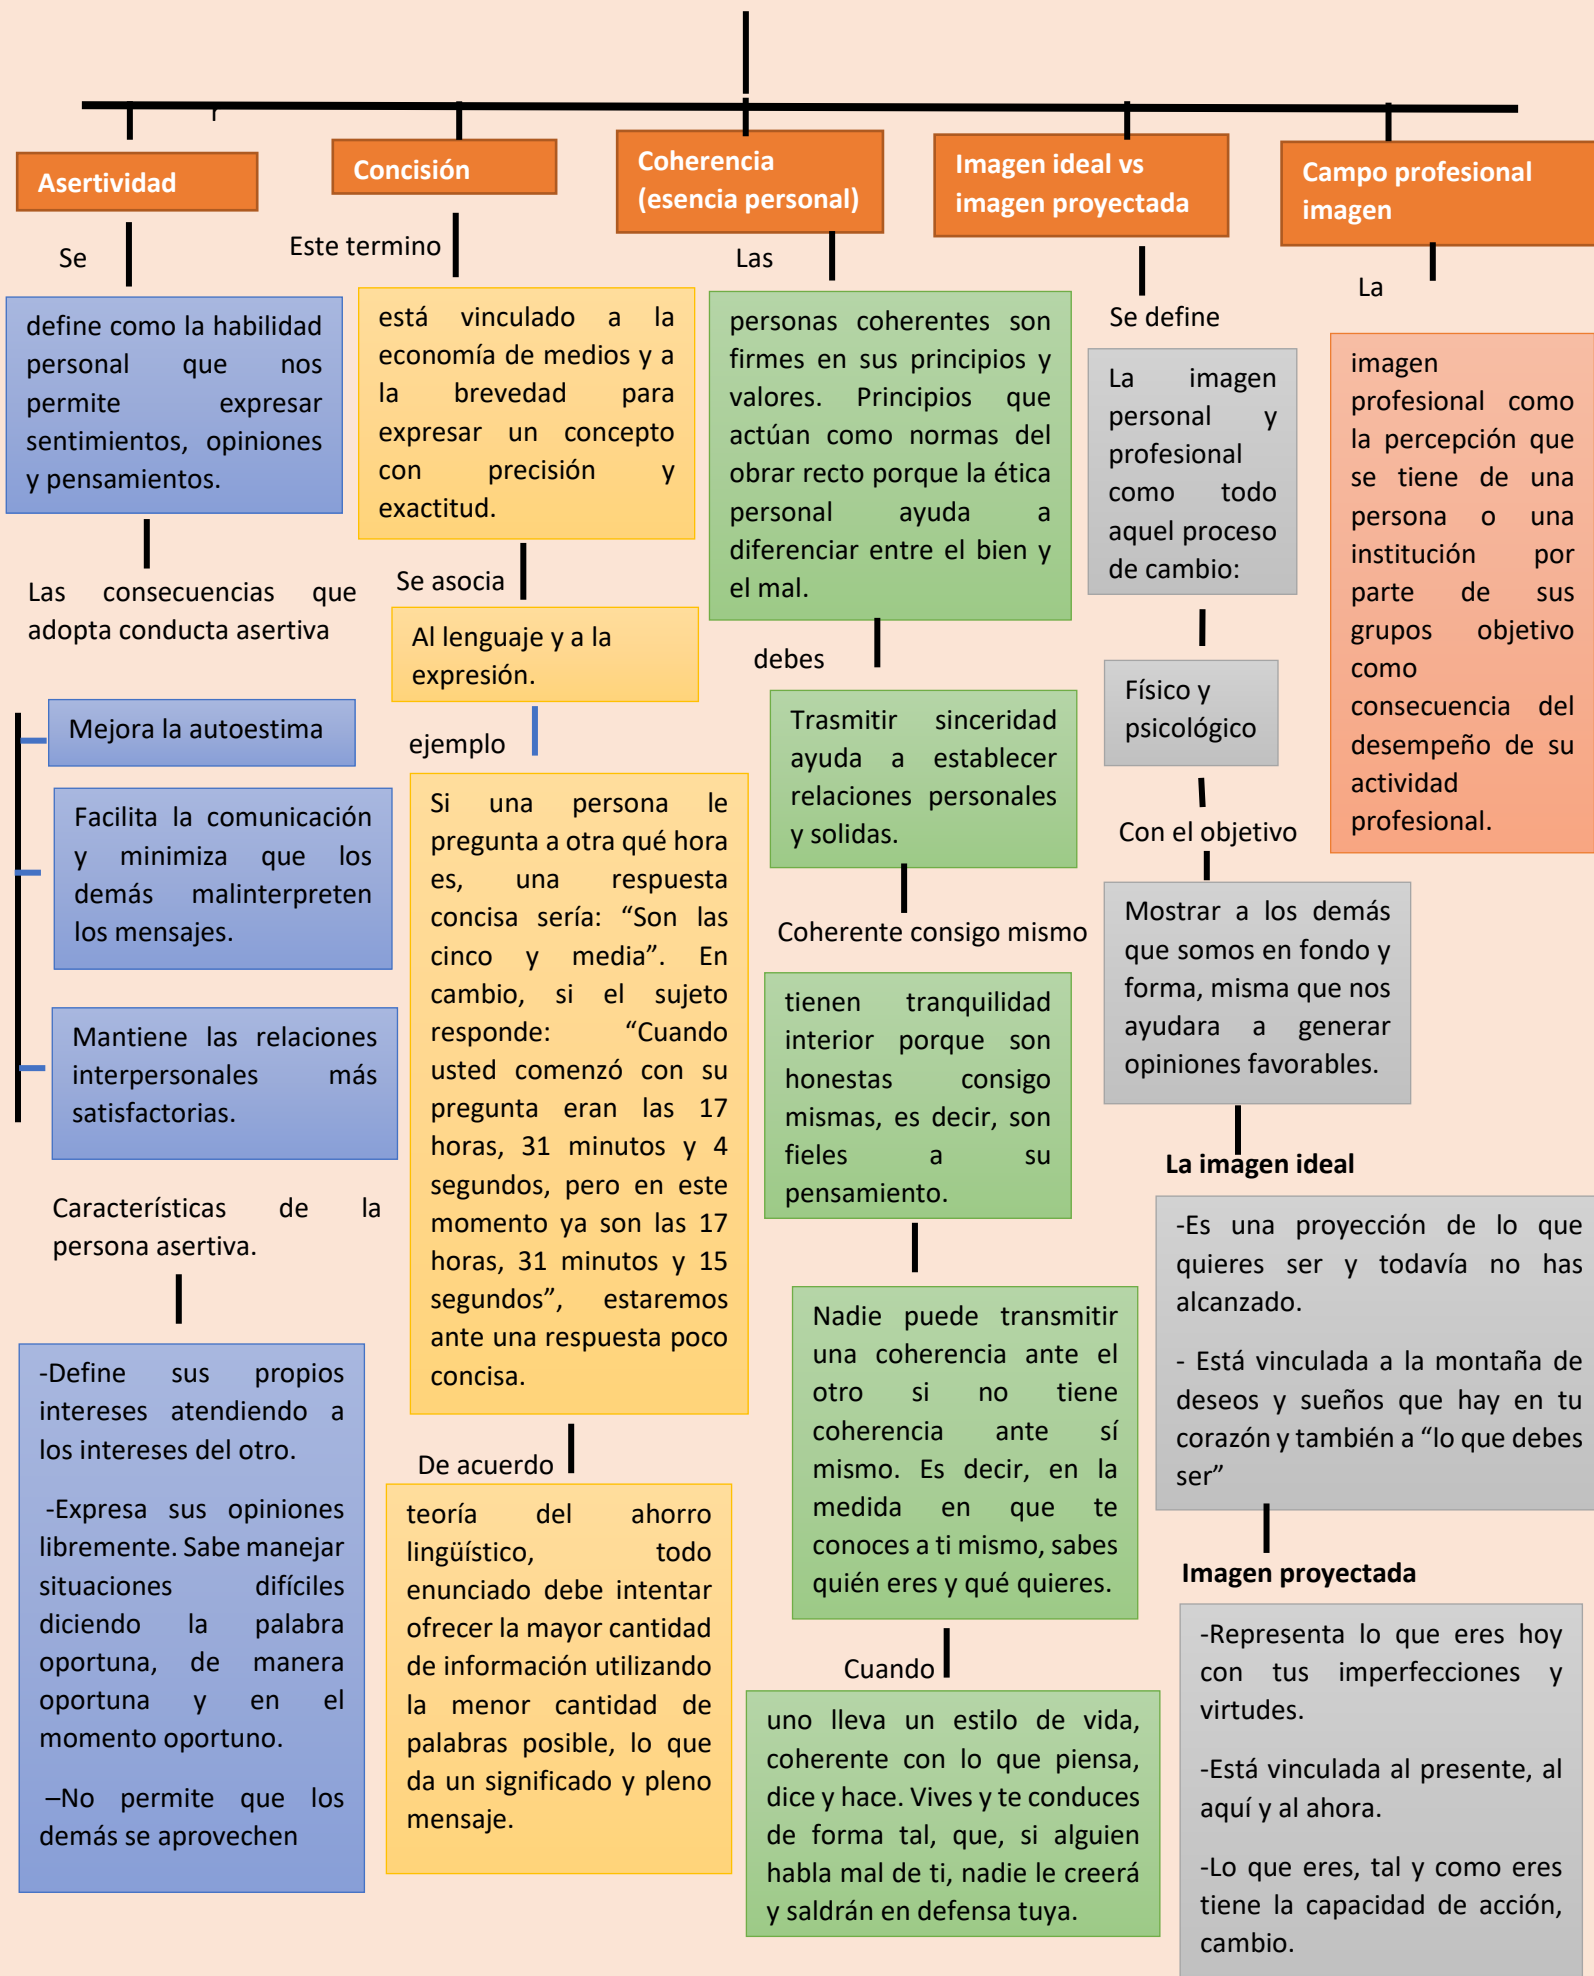 r
Asertividad
Se
define como la habilidad
personal que nos
permite expresar
sentimientos, opiniones
y pensamientos.
Las consecuencias que
adopta conducta asertiva
Mejora la autoestima
Facilita la comunicación
y minimiza que los
demás malinterpreten
los mensajes.
Mantiene las relaciones
interpersonales más
satisfactorias.
Características de la
persona asertiva.
-Define sus propios
intereses atendiendo a
los intereses del otro.
-Expresa sus opiniones
libremente. Sabe manejar
situaciones difíciles
diciendo la palabra
oportuna, de manera
oportuna y en el
momento oportuno.
–No permite que los
demás se aprovechen
Concisión
Este termino
está vinculado a la
economía de medios y a
la brevedad para
expresar un concepto
con precisión y
exactitud.
Se asocia
Al lenguaje y a la
expresión.
ejemplo
Si una persona le
pregunta a otra qué hora
es, una respuesta
concisa sería: “Son las
cinco y media”. En
cambio, si el sujeto
responde: “Cuando
usted comenzó con su
pregunta eran las 17
horas, 31 minutos y 4
segundos, pero en este
momento ya son las 17
horas, 31 minutos y 15
segundos”, estaremos
ante una respuesta poco
concisa.
De acuerdo
teoría del ahorro
lingüístico, todo
enunciado debe intentar
ofrecer la mayor cantidad
de información utilizando
la menor cantidad de
palabras posible, lo que
da un significado y pleno
mensaje.
Coherencia
(esencia personal)
Las
personas coherentes son
firmes en sus principios y
valores. Principios que
actúan como normas del
obrar recto porque la ética
personal ayuda a
diferenciar entre el bien y
el mal.
debes
Trasmitir sinceridad
ayuda a establecer
relaciones personales
y solidas.
Coherente consigo mismo
tienen tranquilidad
interior porque son
honestas consigo
mismas, es decir, son
fieles a su
pensamiento.
Nadie puede transmitir
una coherencia ante el
otro si no tiene
coherencia ante sí
mismo. Es decir, en la
medida en que te
conoces a ti mismo, sabes
quién eres y qué quieres.
Cuando
uno lleva un estilo de vida,
coherente con lo que piensa,
dice y hace. Vives y te conduces
de forma tal, que, si alguien
habla mal de ti, nadie le creerá
y saldrán en defensa tuya.
Imagen ideal vs
imagen proyectada
Se define
La imagen
personal y
profesional
como todo
aquel proceso
de cambio:
Físico y
psicológico
Con el objetivo
Mostrar a los demás
que somos en fondo y
forma, misma que nos
ayudara a generar
opiniones favorables.
La imagen ideal
-Es una proyección de lo que
quieres ser y todavía no has
alcanzado.
- Está vinculada a la montaña de
deseos y sueños que hay en tu
corazón y también a “lo que debes
ser”
Imagen proyectada
-Representa lo que eres hoy
con tus imperfecciones y
virtudes.
-Está vinculada al presente, al
aquí y al ahora.
-Lo que eres, tal y como eres
tiene la capacidad de acción,
cambio.
Campo profesional
imagen
La
imagen
profesional como
la percepción que
se tiene de una
persona o una
institución por
parte de sus
grupos objetivo
como
consecuencia del
desempeño de su
actividad
profesional.